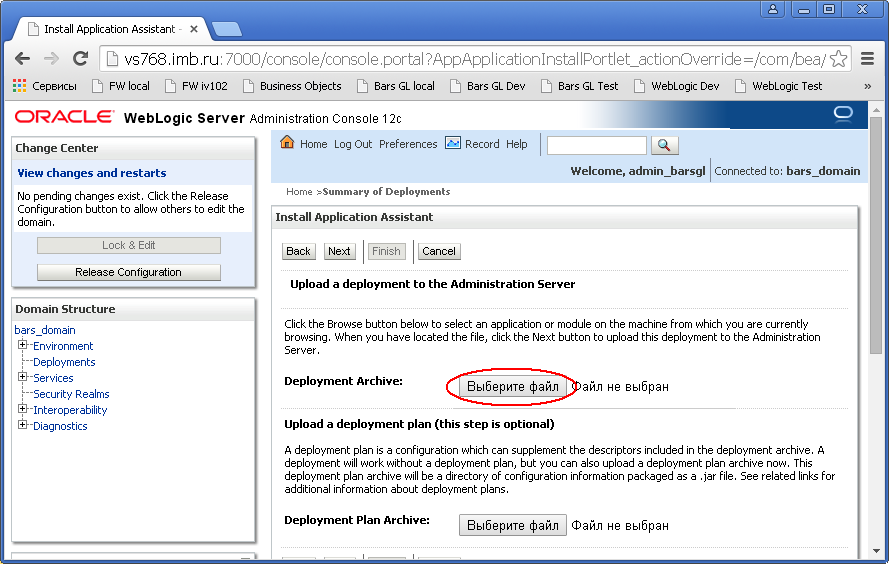 Install Application Assistant -
vs768.imb.ru:7000/console/console.portal?AppApplicationInstallPortlet_actionOverride=/com/bea/
Сервисы FW local FW iv102 Business Objects Bars GL local Bars GL Dev Bars GL Test WebLogic Dev WebLogic Test »
ORACLE WebLogic Server Administration Console 12c
Change Center
View changes and restarts
No pending changes exist. Click the Release
Configuration button to allow others to edit the
domain.
Lock & Edit
Release Configuration
Domain Structure
bars_domain
Environment
Deployments
Services
Security Realms
Interoperability
Diagnostics
Home Log Out Preferences Record Help
Welcome, admin_barsgl Connected to: bars_domain
Home >Summary of Deployments
Install Application Assistant
Back Next Finish Cancel
Upload a deployment to the Administration Server
Click the Browse button below to select an application or module on the machine from which you are currently
browsing. When you have located the file, click the Next button to upload this deployment to the Administration
Server.
Deployment Archive: Выберите файл Файл не выбран
Upload a deployment plan (this step is optional)
A deployment plan is a configuration which can supplement the descriptors included in the deployment archive. A
deployment will work without a deployment plan, but you can also upload a deployment plan archive now. This
deployment plan archive will be a directory of configuration information packaged as a .jar file. See related links for
additional information about deployment plans.
Deployment Plan Archive: Выберите файл Файл не выбран